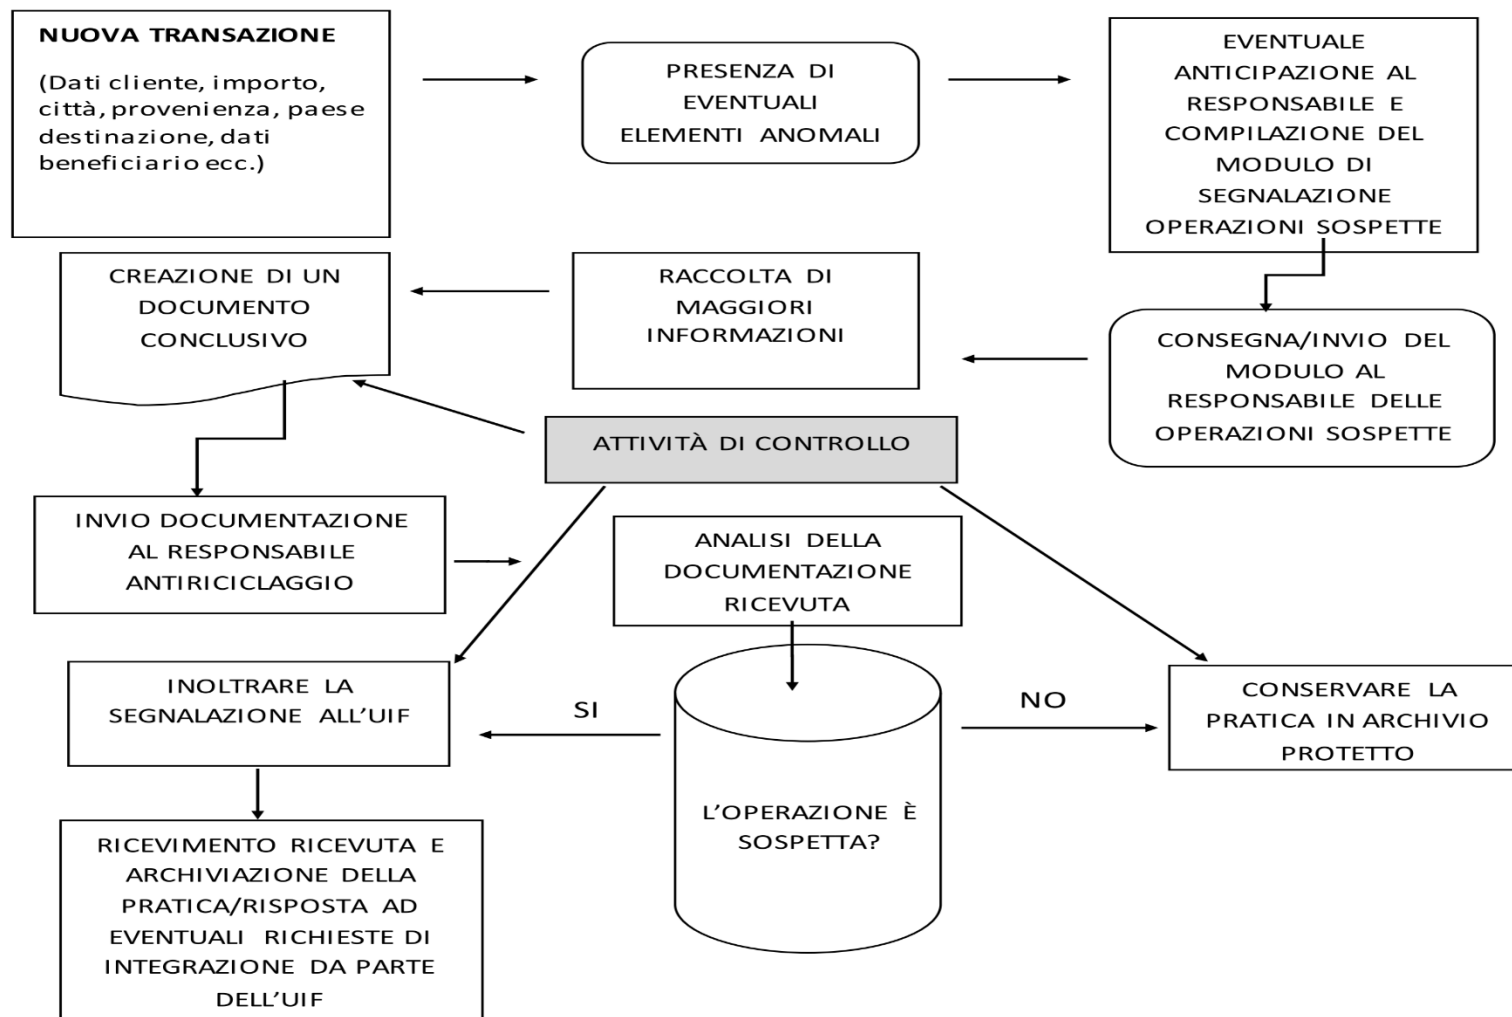 NUOVA TRANSAZIONE
(Dati cliente, importo,
città, provenienza, paese
destinazione, dati
beneficiario ecc.)
PRESENZA DI
EVENTUALI
ELEMENTI ANOMALI
EVENTUALE
ANTICIPAZIONE AL
RESPONSABILE E
COMPILAZIONE DEL
MODULO DI
SEGNALAZIONE
OPERAZIONI SOSPETTE
CREAZIONE DI UN
DOCUMENTO
CONCLUSIVO
RACCOLTA DI
MAGGIORI
INFORMAZIONI
CONSEGNA/INVIO DEL
MODULO AL
RESPONSABILE DELLE
OPERAZIONI SOSPETTE
ATTIVITÀ DI CONTROLLO
INVIO DOCUMENTAZIONE
AL RESPONSABILE
ANTIRICICLAGGIO
ANALISI DELLA
DOCUMENTAZIONE
RICEVUTA
INOLTRARE LA
SEGNALAZIONE ALL’UIF
SI
NO
CONSERVARE LA
PRATICA IN ARCHIVIO
PROTETTO
L’OPERAZIONE È
SOSPETTA?
RICEVIMENTO RICEVUTA E
ARCHIVIAZIONE DELLA
PRATICA/RISPOSTA AD
EVENTUALI RICHIESTE DI
INTEGRAZIONE DA PARTE
DELL’UIF